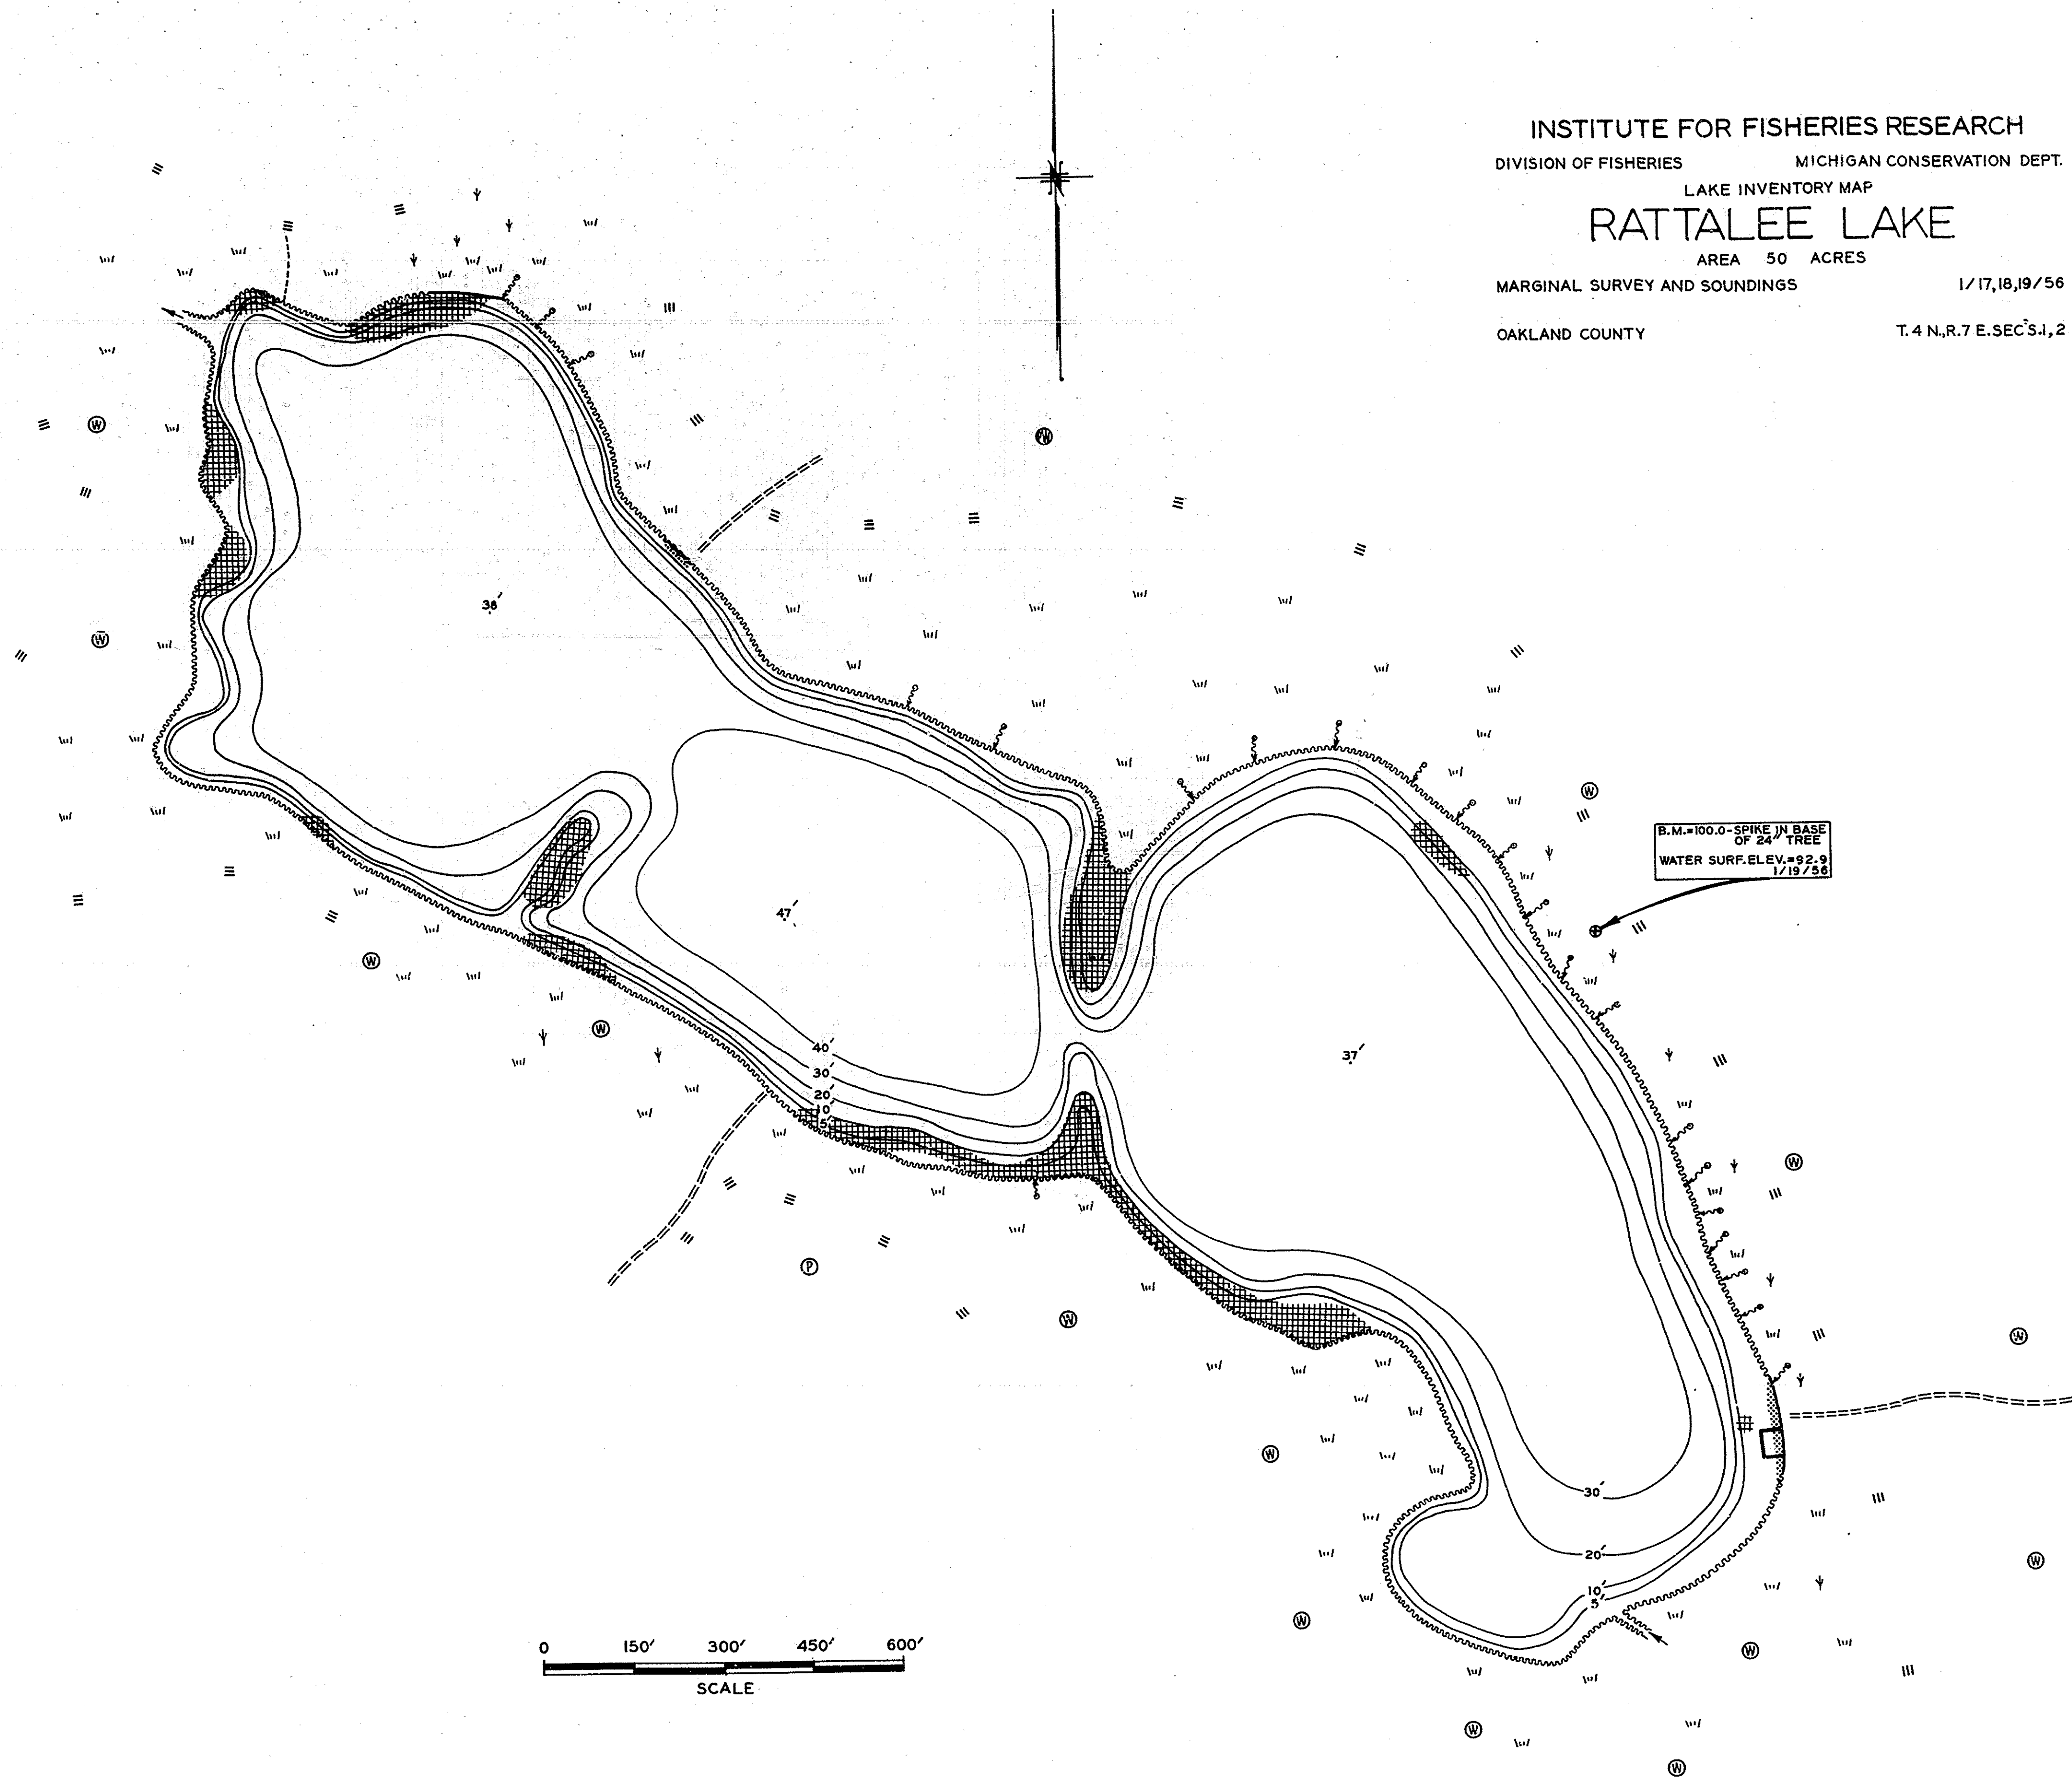 INSTITUTE FOR FISHERIES RESEARCH
DIVISION OF FISHERIES MICHIGAN CONSERVATION DEPT.
LAKE INVENTORY MAP
RATTALEE LAKE
AREA 50 ACRES
MARGINAL SURVEY AND SOUNDINGS 1/17,18,19/56
OAKLAND COUNTY T. 4 N.,R.7 E.SEC'S.1,2
N
W
W
38′
W
W
B.M.=100.0-SPIKE IN BASE
OF 24" TREE
WATER SURF.ELEV.=92.9
1/19/56
47′
W
W
40′
30′
20′
10′
5′
37′
W
P
W
W
W
30′
20′
10′
5′
W
W
W
W
W
0 150′ 300′ 450′ 600′
SCALE